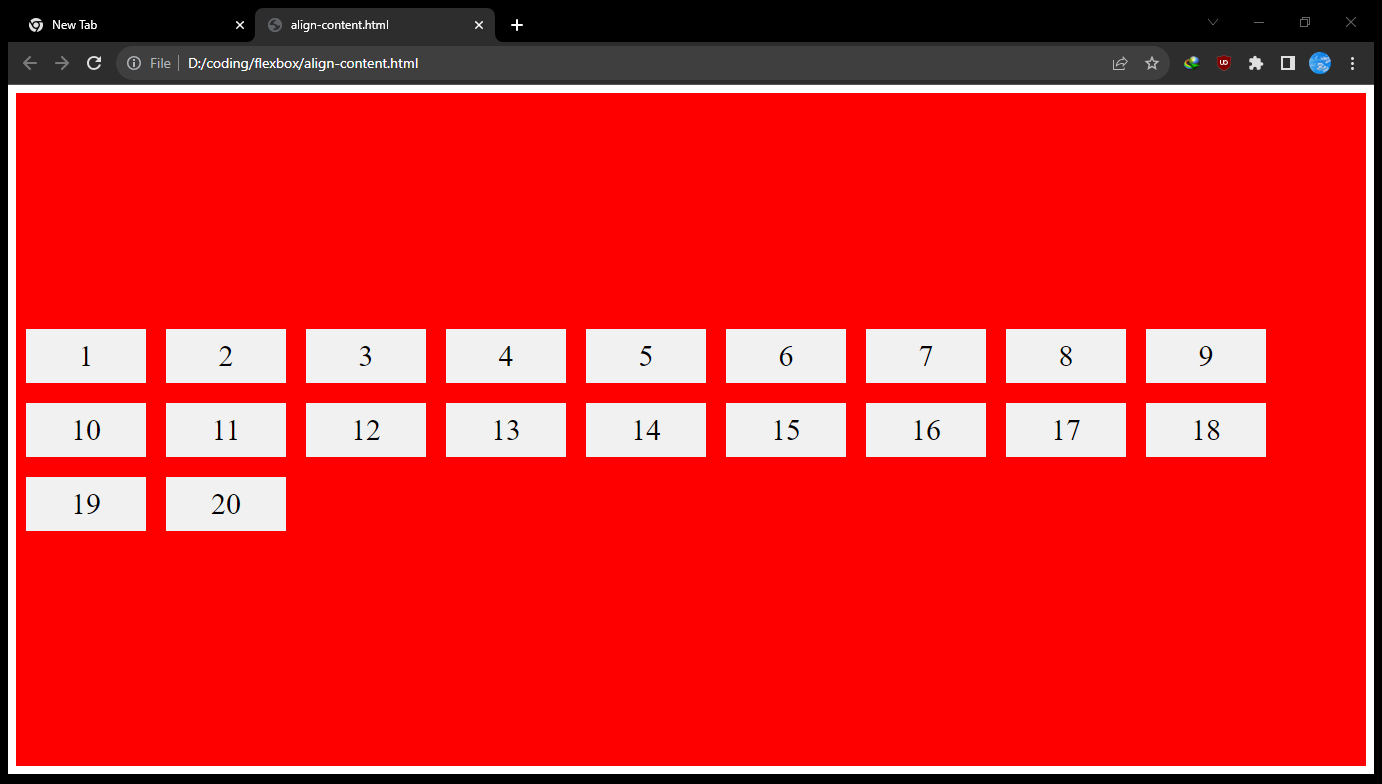 New Tab
align-content.html
File D:/coding/flexbox/align-content.html
UD
1 2 3 4 5 6 7 8 9
10 11 12 13 14 15 16 17 18
19 20